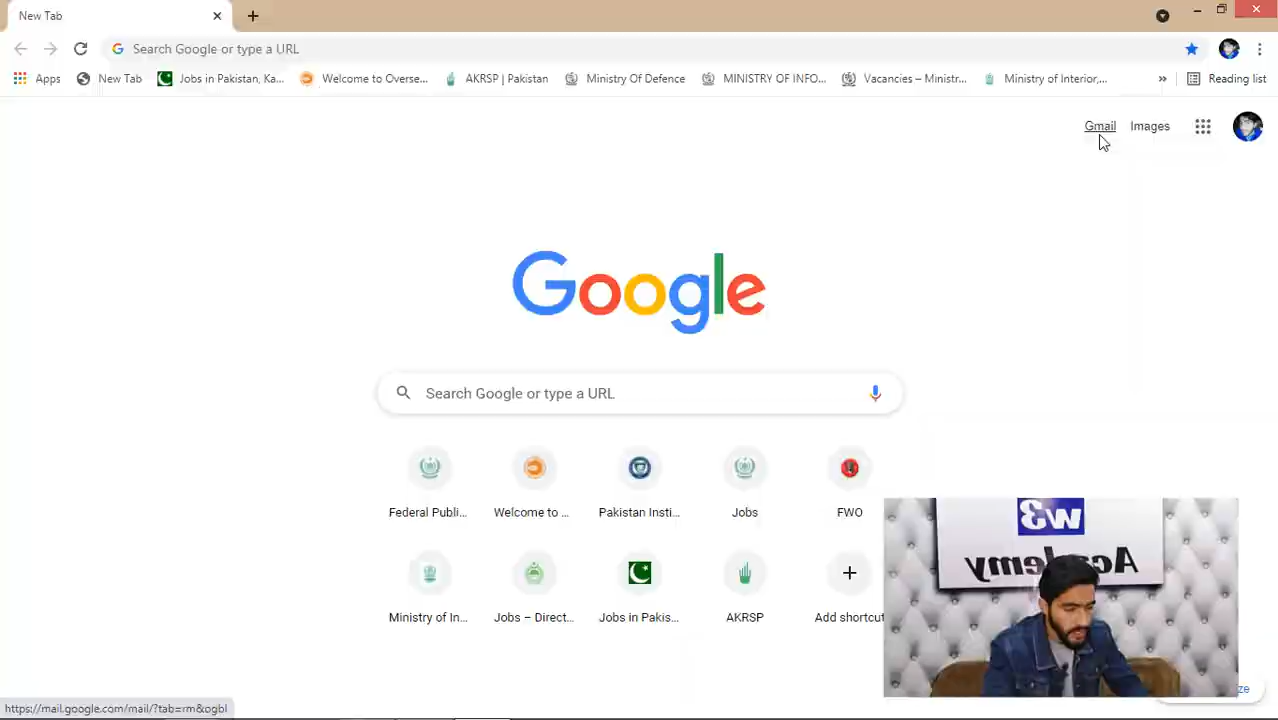 New Tab
Search Google or type a URL
Apps
New Tab
Jobs in Pakistan, Ka...
Welcome to Overse...
AKRSP | Pakistan
Ministry Of Defence
MINISTRY OF INFO...
Vacancies – Ministr...
Ministry of Interior,...
»
Reading list
Gmail
Images
Google
Search Google or type a URL
Federal Publi...
Welcome to ...
Pakistan Insti...
Jobs
FWO
Ministry of In...
Jobs – Direct...
Jobs in Pakis...
AKRSP
Add shortcut
w3
Academy
ze
https://mail.google.com/mail/?tab=rm&ogbl